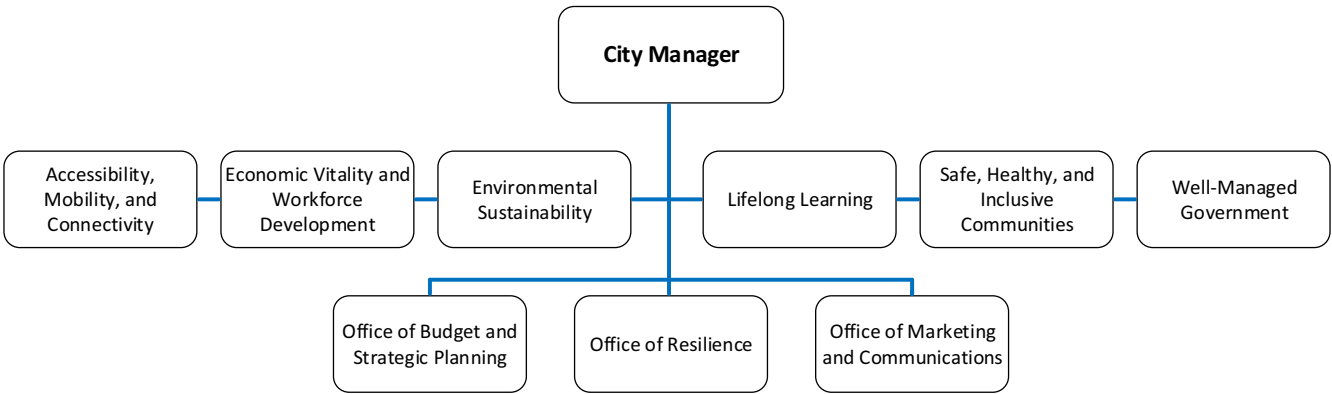 City Manager
Accessibility,
Mobility, and
Connectivity
Economic Vitality and
Workforce
Development
Environmental
Sustainability
Lifelong Learning
Safe, Healthy, and
Inclusive
Communities
Well-Managed
Government
Office of Budget and
Strategic Planning
Office of Resilience
Office of Marketing
and Communications